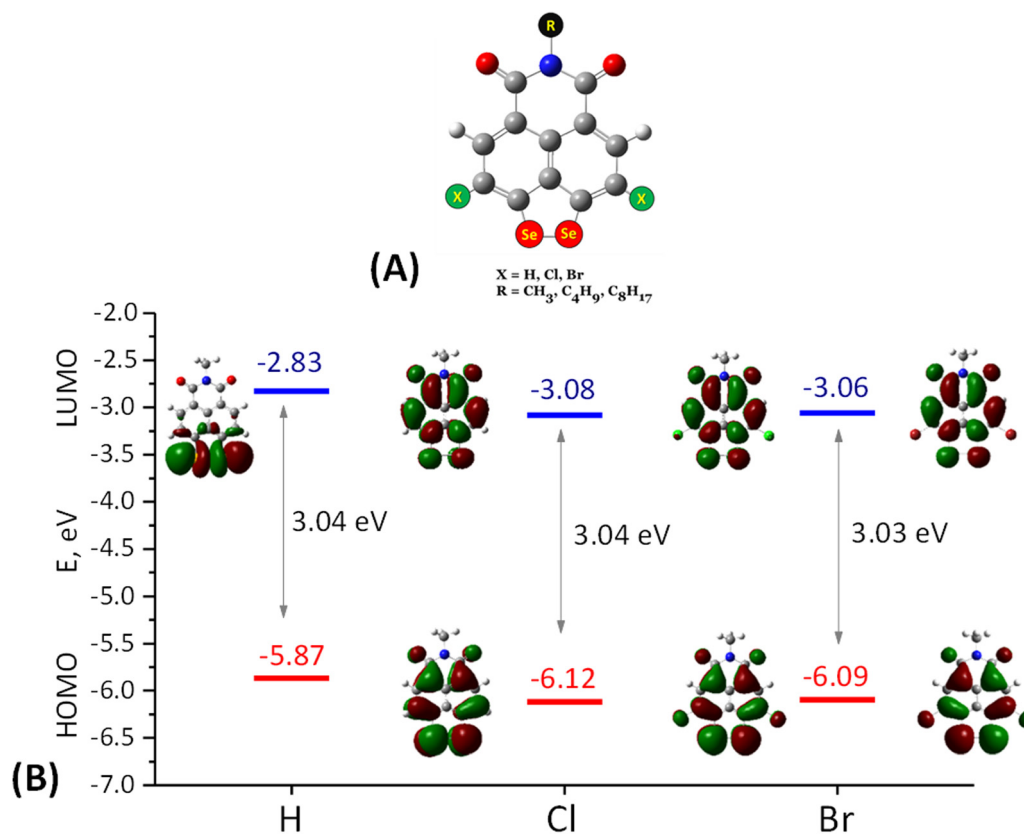 R
X
X
Se Se
(A)
X = H, Cl, Br
R = CH3, C4H9, C8H17
-2.0
-2.5
-3.0
-3.5
-4.0
-4.5
-5.0
-5.5
-6.0
-6.5
-7.0
LUMO
E, eV
HOMO
-2.83
-3.08
-3.06
3.04 eV
3.04 eV
3.03 eV
-5.87
-6.12
-6.09
(B)
H
Cl
Br